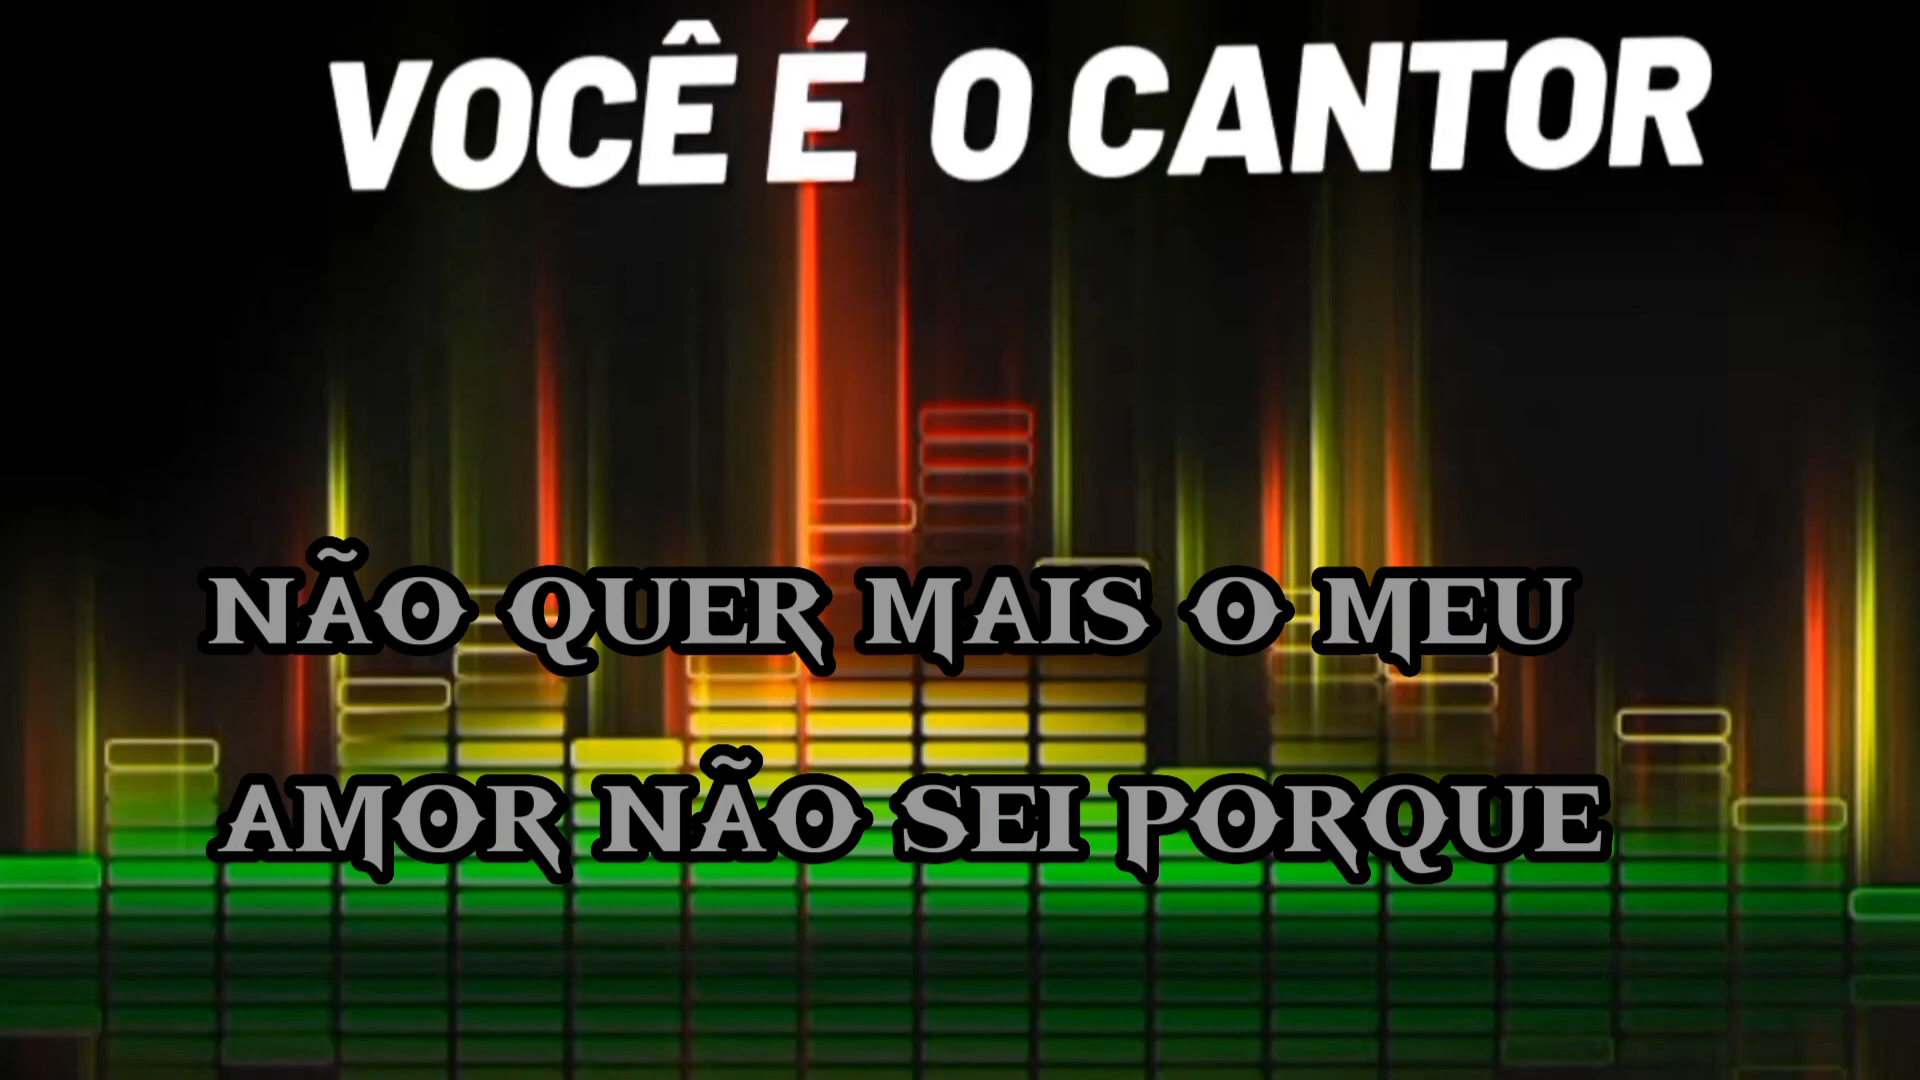 VOCÊ É O CANTOR
NÃO QUER MAIS O MEU
AMOR NÃO SEI PORQUE